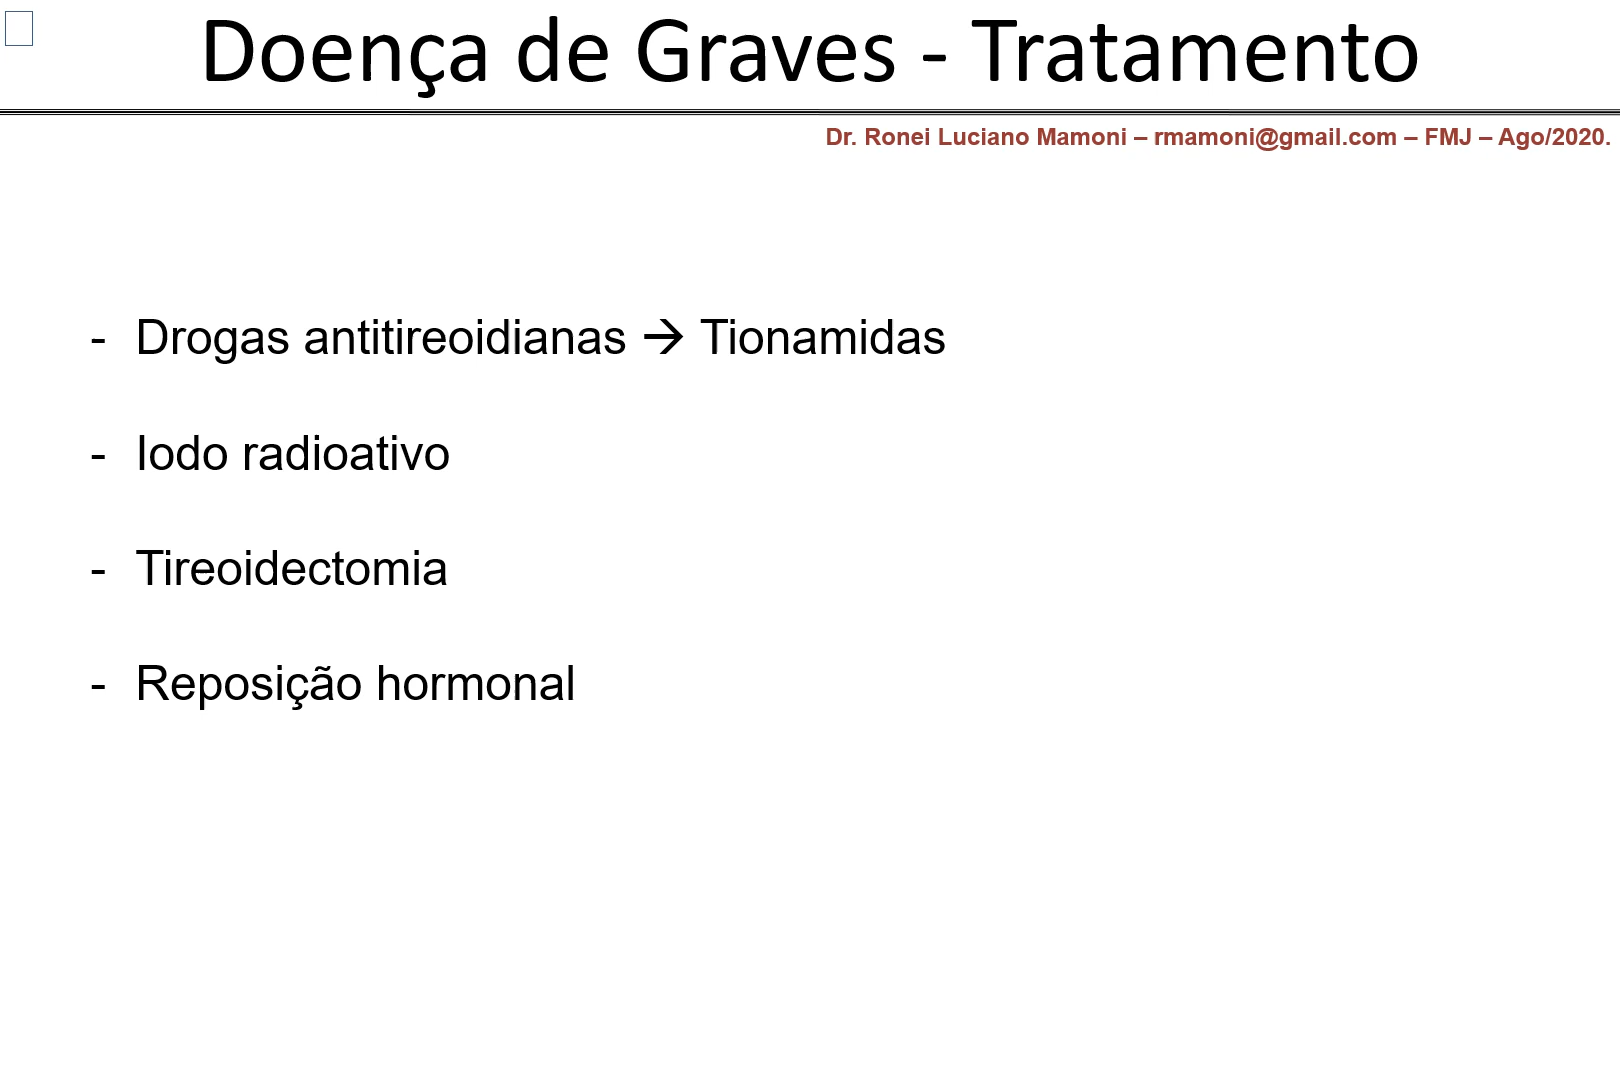 Doença de Graves - Tratamento
Dr. Ronei Luciano Mamoni – rmamoni@gmail.com – FMJ – Ago/2020.
- Drogas antitireoidianas → Tionamidas
- Iodo radioativo
- Tireoidectomia
- Reposição hormonal